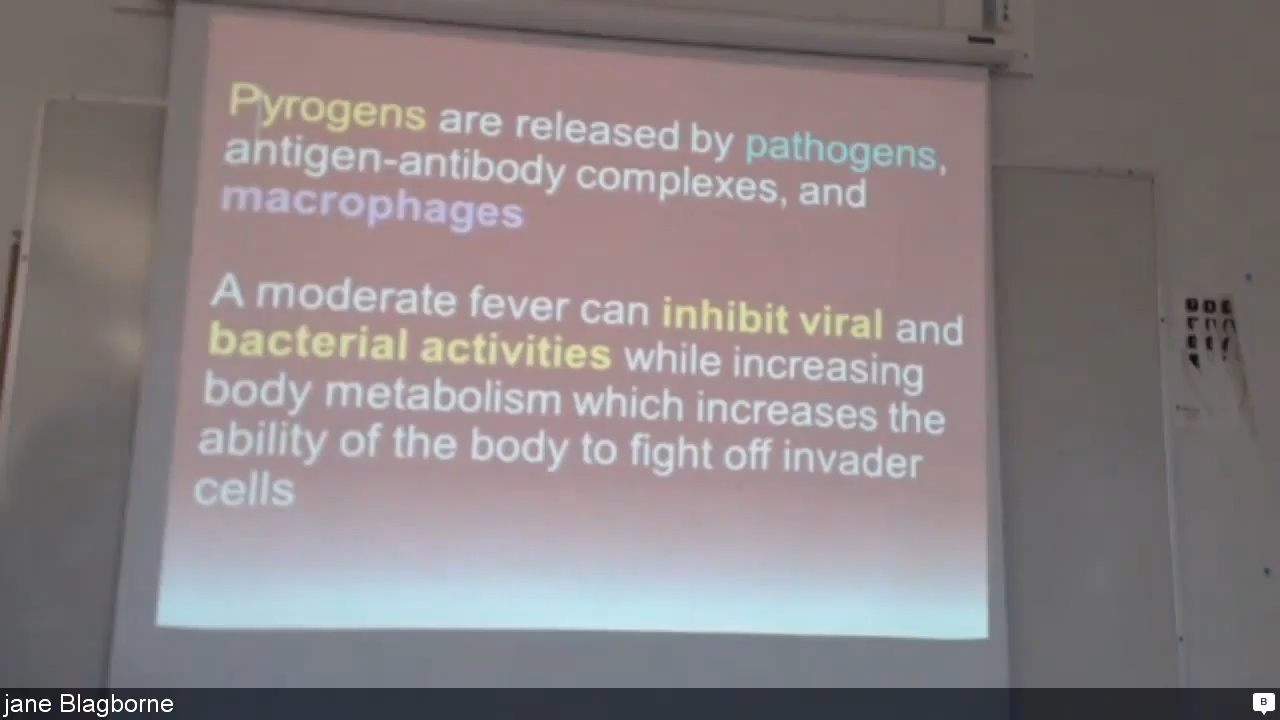 Pyrogens are released by pathogens,
antigen-antibody complexes, and
macrophages
A moderate fever can inhibit viral and
bacterial activities while increasing
body metabolism which increases the
ability of the body to fight off invader
cells
jane Blagborne
B